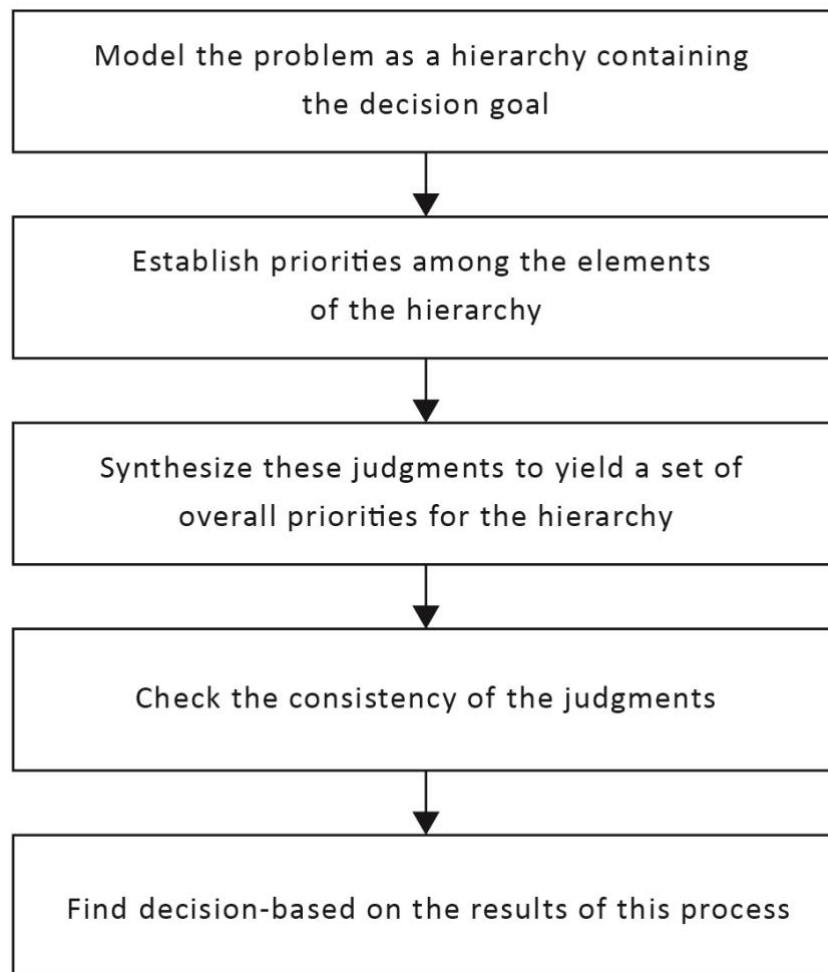 Model the problem as a hierarchy containing
the decision goal
Establish priorities among the elements
of the hierarchy
Synthesize these judgments to yield a set of
overall priorities for the hierarchy
Check the consistency of the judgments
Find decision-based on the results of this process